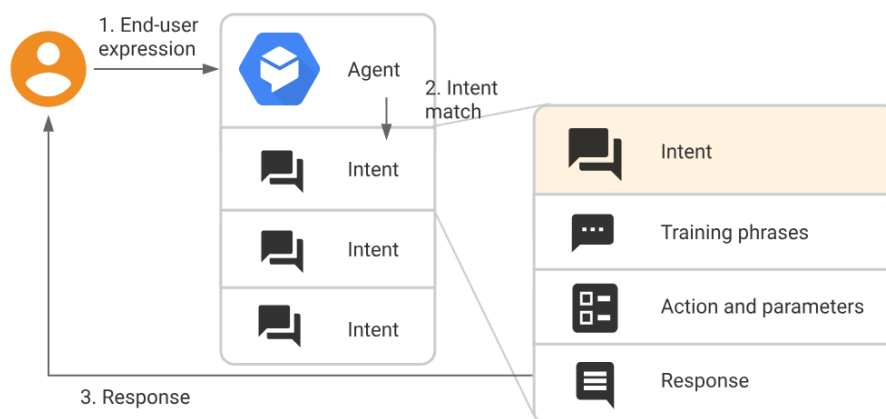 1. End-user
expression
Agent
2. Intent
match
Intent
Intent
Intent
Intent
Training phrases
Action and parameters
Response
3. Response